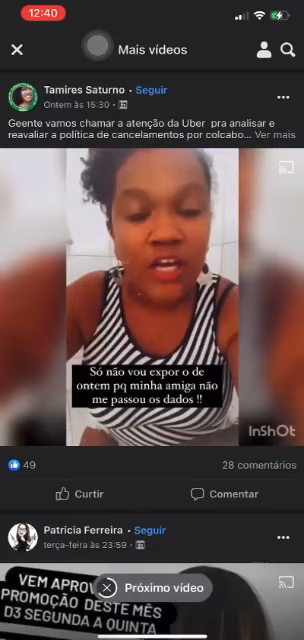 12:40
Mais vídeos
Tamires Saturno · Seguir
Ontem às 15:30 ·
Geente vamos chamar a atenção da Uber pra analisar e
reavaliar a política de cancelamentos por colcabo... Ver mais
Só não vou expor o de
ontem pq minha amiga não
me passou os dados !!
InShOt
49
28 comentários
Curtir
Comentar
Patricia Ferreira · Seguir
terça-feira às 23:59 ·
VEM APROV
Próximo vídeo
PROMOÇÃO DESTE MÊS
D3 SEGUNDA A QUINTA